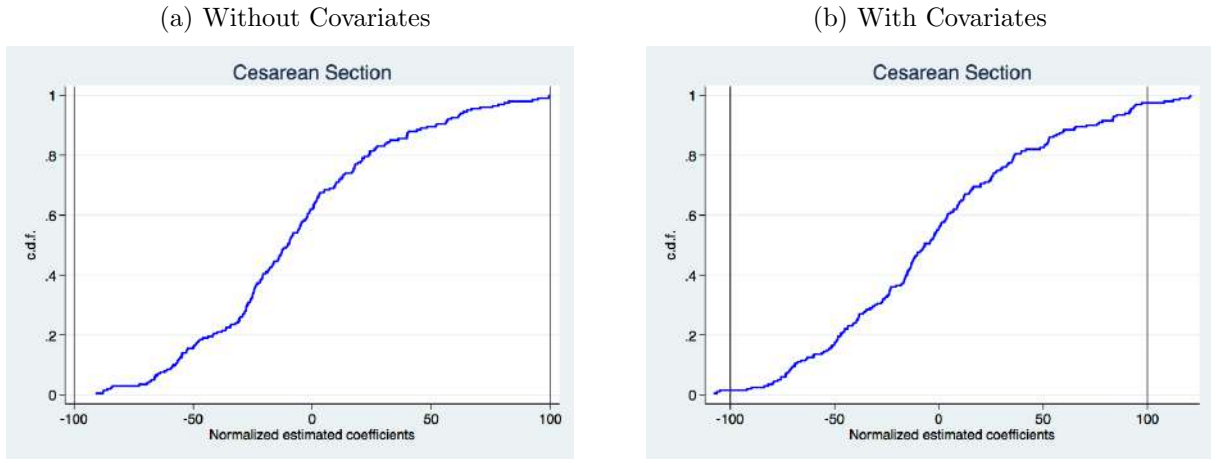 (a) Without Covariates
Cesarean Section
1
.8
.6
.4
.2
0
c.d.f.
-100 -50 0 50 100
Normalized estimated coefficients
(b) With Covariates
Cesarean Section
1
.8
.6
.4
.2
0
c.d.f.
-100 -50 0 50 100
Normalized estimated coefficients